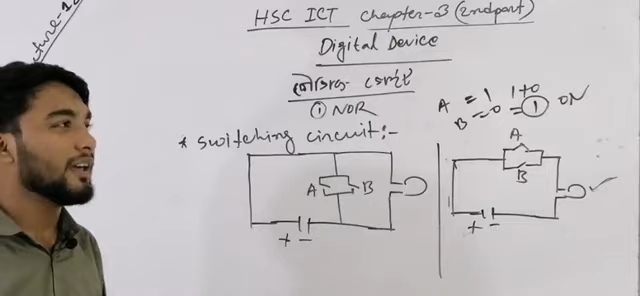 HSC ICT Chapter-3 (2nd part)
Digital Device
মৌলিক গেইট
① NOR
* Switching circuit:-
A B
+ -
A = 1 1+0
B = 0 = 1 ON
A
B
+ -